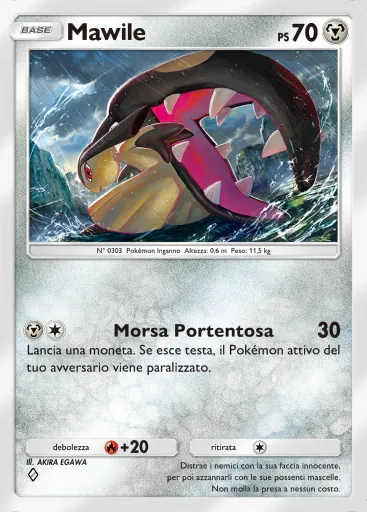 BASE Mawile PS 70
N° 0303 Pokémon Inganno Altezza: 0,6 m Peso: 11,5 kg
Morsa Portentosa 30
Lancia una moneta. Se esce testa, il Pokémon attivo del
tuo avversario viene paralizzato.
debolezza +20 ritirata
Ill. AKIRA EGAWA
Distrae i nemici con la sua faccia innocente,
per poi azzannarli con le sue possenti mascelle.
Non molla la presa a nessun costo.